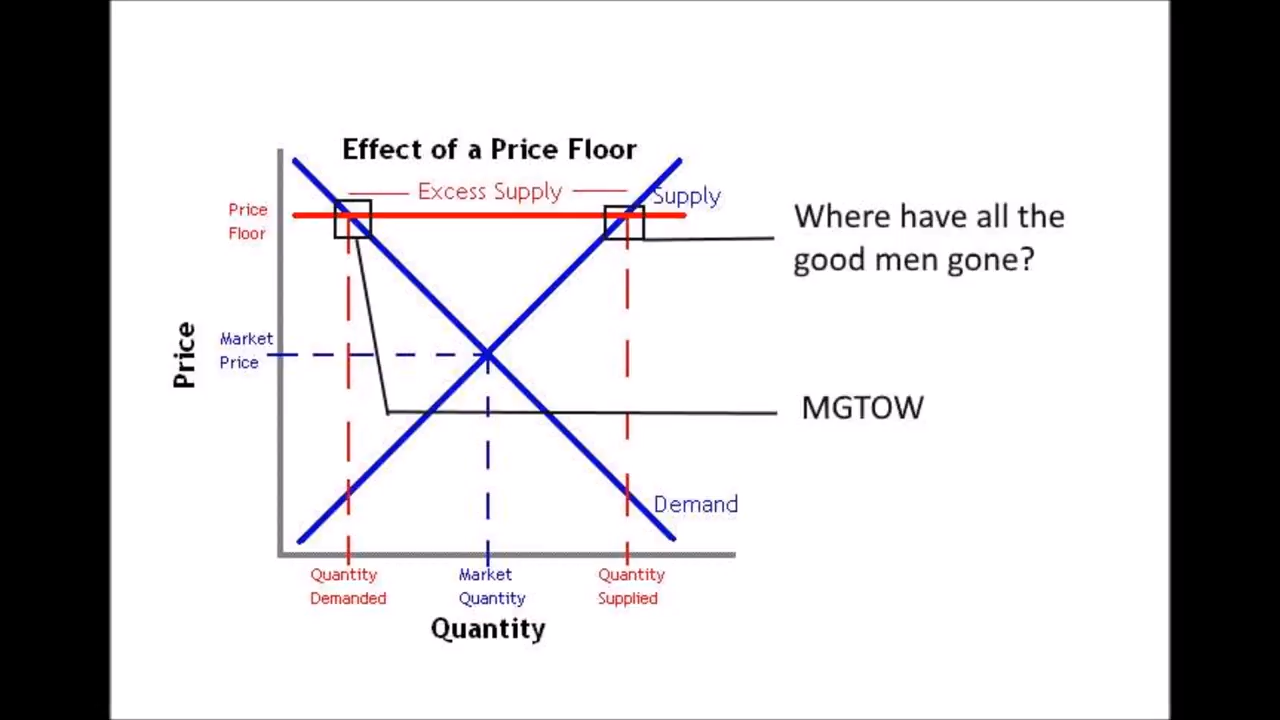 Effect of a Price Floor
Excess Supply
Supply
Price
Floor
Where have all the
good men gone?
Market
Price
Price
MGTOW
Demand
Quantity
Demanded
Market
Quantity
Quantity
Supplied
Quantity